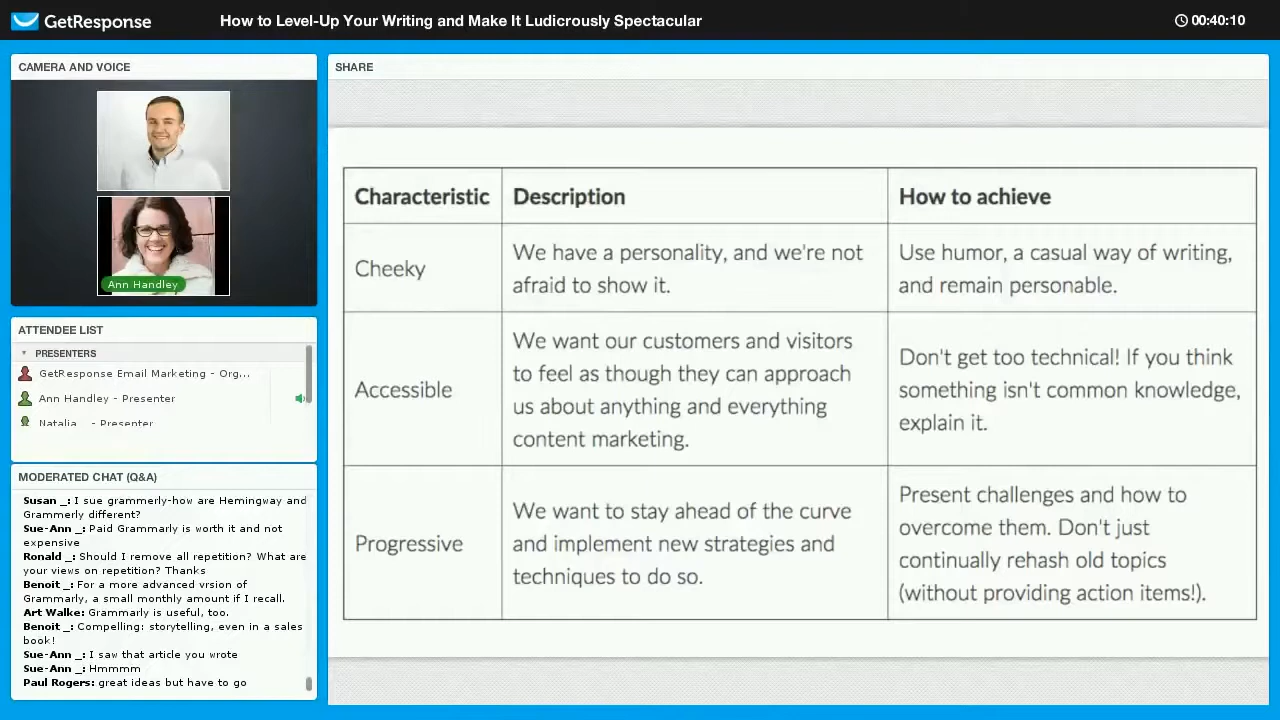 GetResponse
How to Level-Up Your Writing and Make It Ludicrously Spectacular
00:40:10
CAMERA AND VOICE
Ann Handley
ATTENDEE LIST
PRESENTERS
GetResponse Email Marketing - Org...
Ann Handley - Presenter
Natalia _ - Presenter
MODERATED CHAT (Q&A)
Susan _: I sue grammerly-how are Hemingway and
Grammerly different?
Sue-Ann _: Paid Grammarly is worth it and not
expensive
Ronald _: Should I remove all repetition? What are
your views on repetition? Thanks
Benoit _: For a more advanced vrsion of
Grammarly, a small monthly amount if I recall.
Art Walke: Grammarly is useful, too.
Benoit _: Compelling: storytelling, even in a sales
book!
Sue-Ann _: I saw that article you wrote
Sue-Ann _: Hmmmm
Paul Rogers: great ideas but have to go
SHARE
Characteristic
Description
How to achieve
Cheeky
We have a personality, and we're not
afraid to show it.
Use humor, a casual way of writing,
and remain personable.
Accessible
We want our customers and visitors
to feel as though they can approach
us about anything and everything
content marketing.
Don't get too technical! If you think
something isn't common knowledge,
explain it.
Progressive
We want to stay ahead of the curve
and implement new strategies and
techniques to do so.
Present challenges and how to
overcome them. Don't just
continually rehash old topics
(without providing action items!).